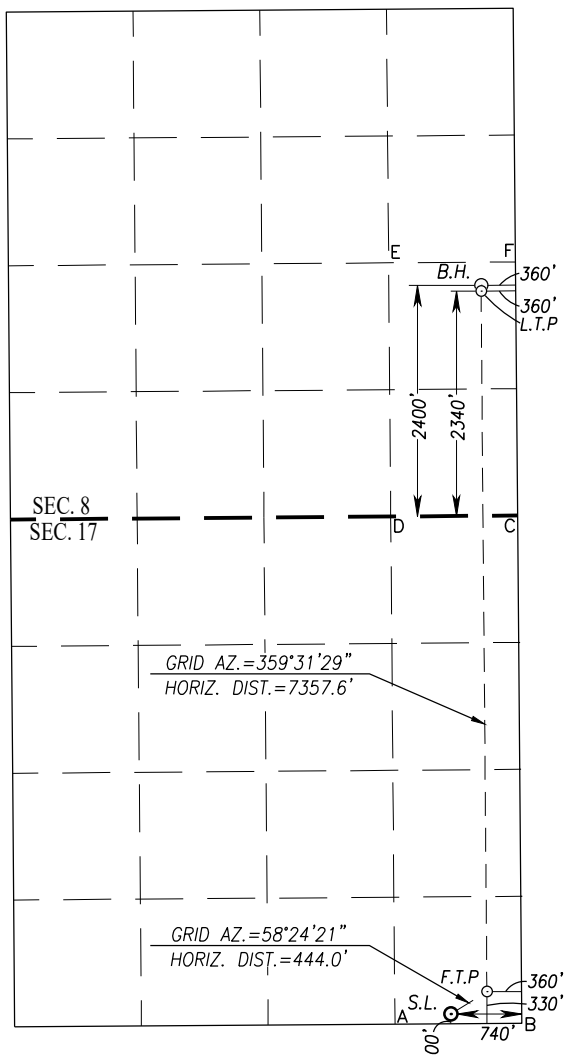 E
F
B.H.
360'
360'
L.T.P
2400'
2340'
SEC. 8
SEC. 17
D
C
GRID AZ.=359°31'29"
HORIZ. DIST.=7357.6'
GRID AZ.=58°24'21"
HORIZ. DIST.=444.0'
F.T.P
360'
S.L.
330'
A
B
740'
00'